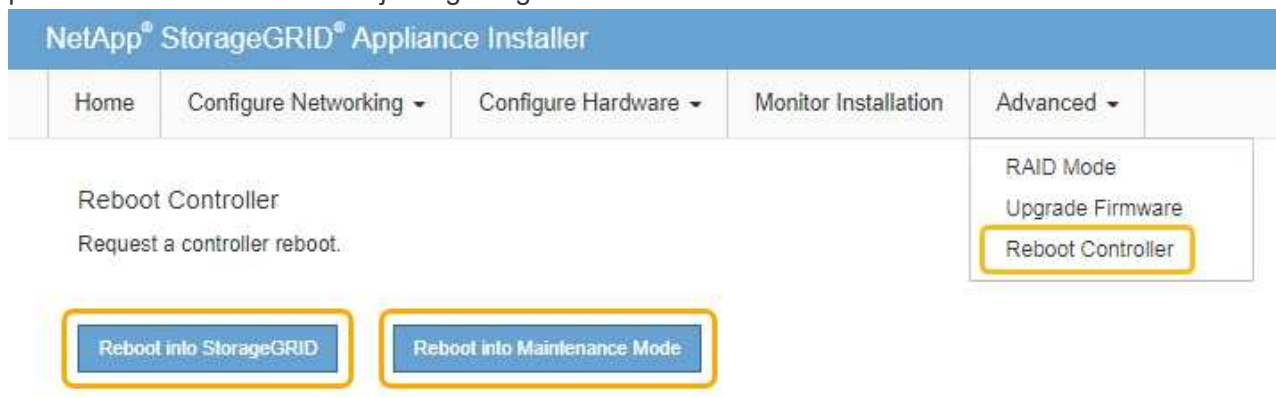 NetApp® StorageGRID® Appliance Installer
Home Configure Networking Configure Hardware Monitor Installation Advanced
RAID Mode
Upgrade Firmware
Reboot Controller
Reboot Controller
Request a controller reboot.
Reboot into StorageGRID Reboot into Maintenance Mode